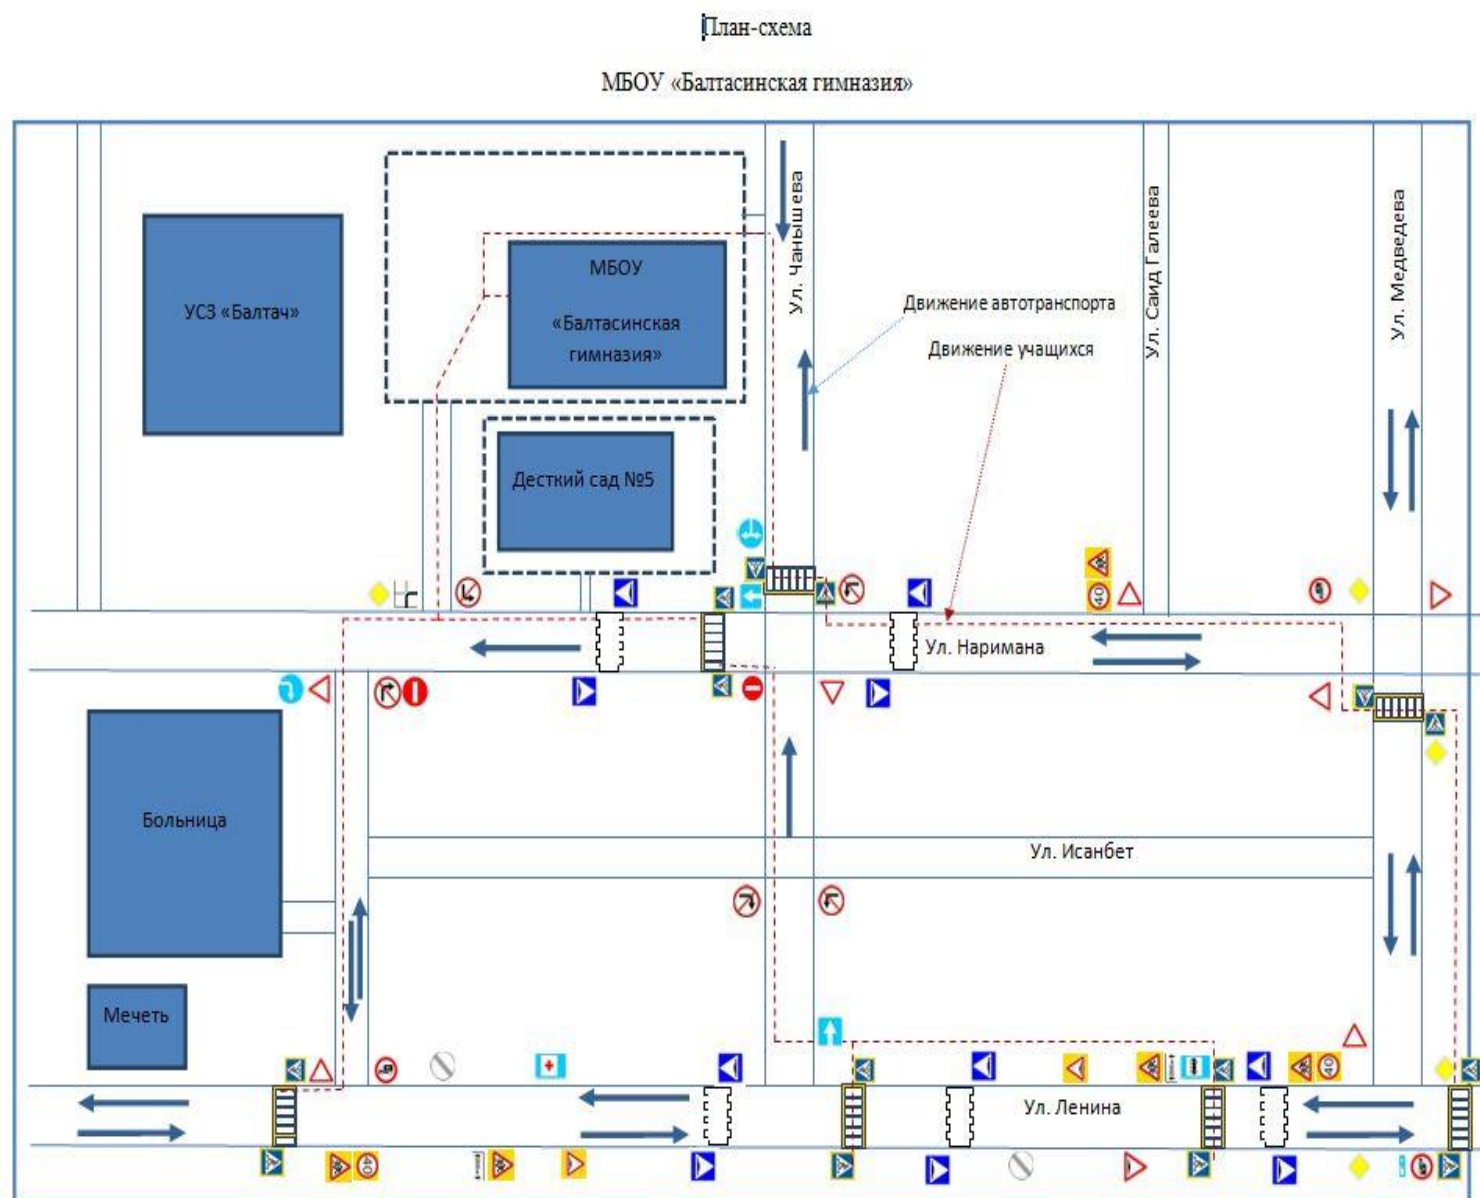 План-схема
МБОУ «Балтасинская гимназия»
Ул. Чанышева
Ул. Саид Галеева
Ул. Медведева
УСЗ «Балтач»
МБОУ
«Балтасинская
гимназия»
Движение автотранспорта
Движение учащихся
Десткий сад №5
40
Ул. Наримана
Больница
Ул. Исанбет
Мечеть
40
Ул. Ленина
40